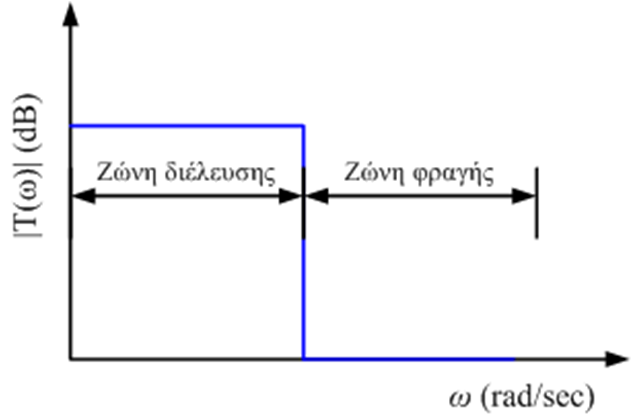 |T(ω)| (dB)
Ζώνη διέλευσης
Ζώνη φραγής
ω (rad/sec)